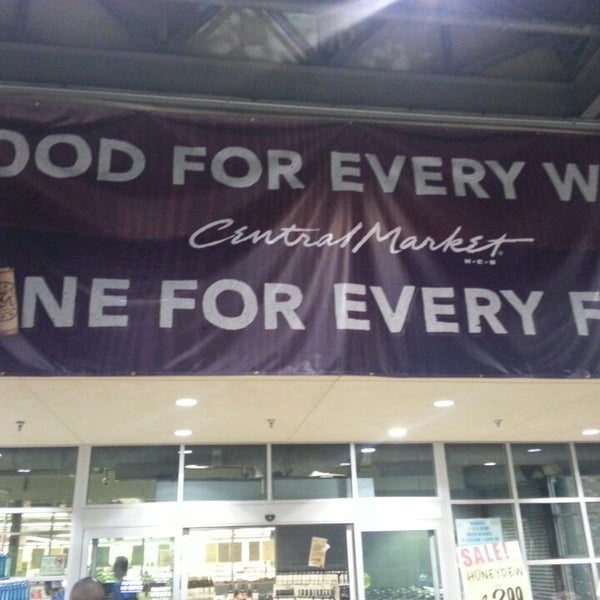 OOD FOR EVERY W
Central Market
H-E-B
NE FOR EVERY F
SALE!
HONEYDEW